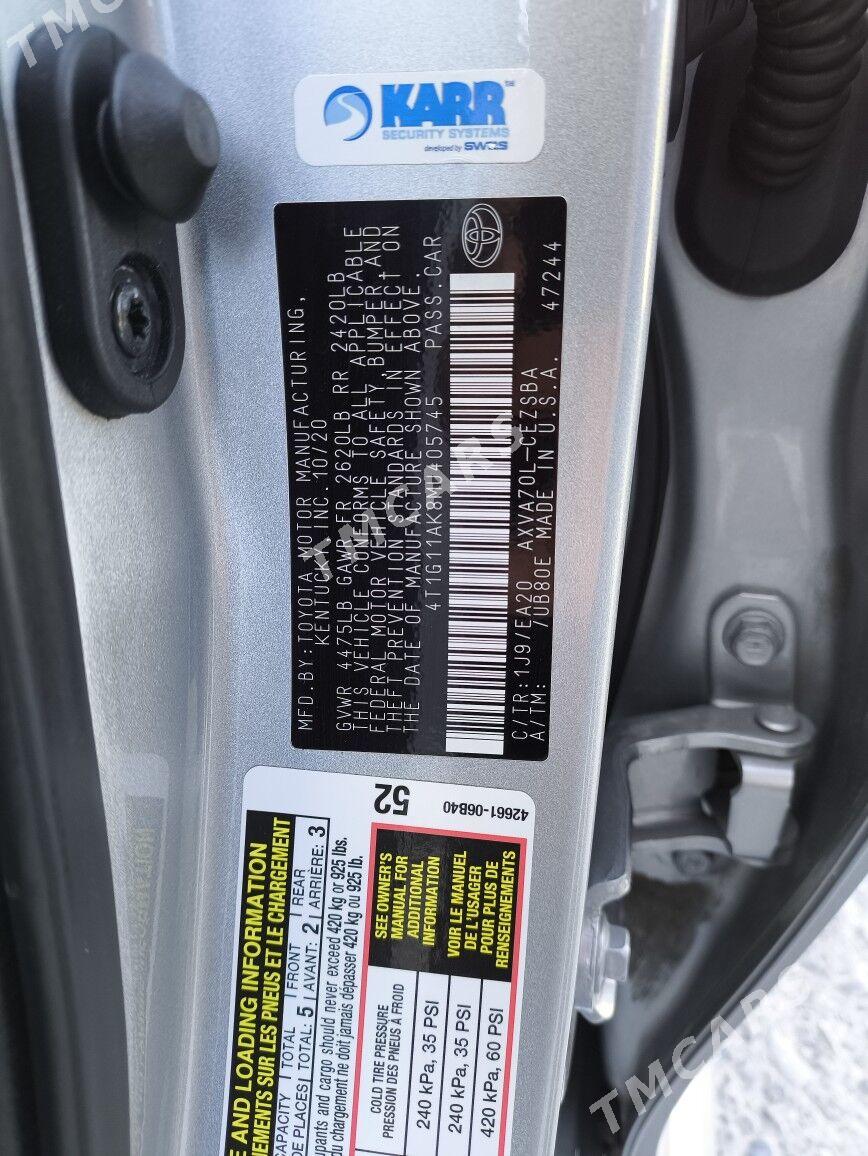 KARR™
SECURITY SYSTEMS
developed by SWDS
MFD.BY:TOYOTA MOTOR MANUFACTURING,
KENTUCKY, INC. 10/20
GVWR 4475LB GAWR FR 2620LB RR 2420LB
THIS VEHICLE CONFORMS TO ALL APPLICABLE
FEDERAL MOTOR VEHICLE SAFETY, BUMPER, AND
THEFT PREVENTION STANDARDS IN EFFECT ON
THE DATE OF MANUFACTURE SHOWN ABOVE.
PASS.CAR
C/TR:1J9/EA20 47244
A/TM: /UB80E MADE IN U.S.A.
52
42661-06B40
E AND LOADING INFORMATION
EMENTS SUR LES PNEUS ET LE CHARGEMENT
CAPACITY TOTAL FRONT REAR
DE PLACES TOTAL: 5 AVANT: 2 ARRIÈRE: 3
upants and cargo should never exceed 420 kg or 925 lbs.
du chargement ne doit jamais dépasser 420 kg ou 925 lb.
COLD TIRE PRESSURE
PRESSION DES PNEUS À FROID
240 kPa, 35 PSI
240 kPa, 35 PSI
420 kPa, 60 PSI
SEE OWNER'S
MANUAL FOR
ADDITIONAL
INFORMATION
VOIR LE MANUEL
DE L'USAGER
POUR PLUS DE
RENSEIGNEMENTS
TMCARS
TMCARS
TMCARS